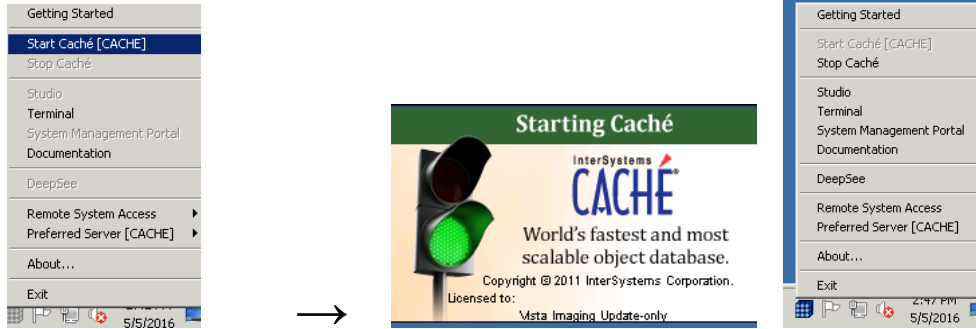 Getting Started
Start Caché [CACHE]
Stop Caché
Studio
Terminal
System Management Portal
Documentation
DeepSee
Remote System Access
Preferred Server [CACHE]
About...
Exit
5/5/2016
→
Starting Caché
InterSystems
CACHÉ®
World's fastest and most
scalable object database.
Copyright © 2011 InterSystems Corporation.
Licensed to:
Vista Imaging Update-only
Getting Started
Start Caché [CACHE]
Stop Caché
Studio
Terminal
System Management Portal
Documentation
DeepSee
Remote System Access
Preferred Server [CACHE]
About...
Exit
2:47 PM
5/5/2016